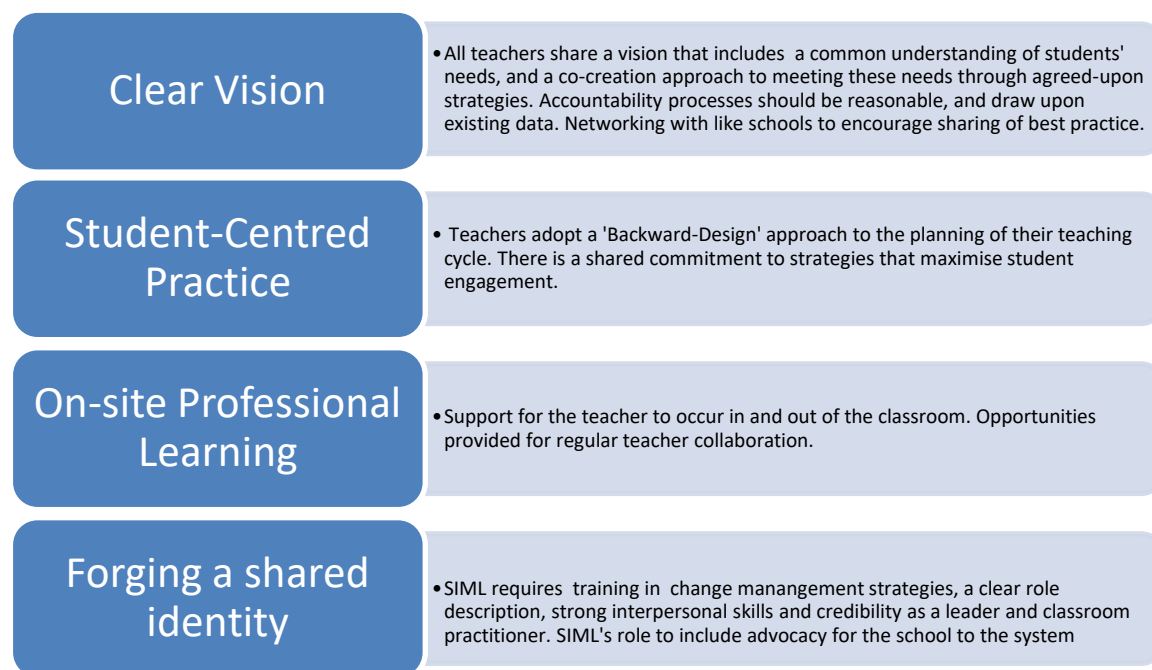 Clear Vision
•All teachers share a vision that includes  a common understanding of students'
needs, and a co-creation approach to meeting these needs through agreed-upon
strategies. Accountability processes should be reasonable, and draw upon
existing data. Networking with like schools to encourage sharing of best practice.
Student-Centred
Practice
• Teachers adopt a 'Backward-Design' approach to the planning of their teaching
cycle. There is a shared commitment to strategies that maximise student
engagement.
On-site Professional
Learning
•Support for the teacher to occur in and out of the classroom. Opportunities
provided for regular teacher collaboration.
Forging a shared
identity
•SIML requires  training in  change manangement strategies, a clear role
description, strong interpersonal skills and credibility as a leader and classroom
practitioner. SIML's role to include advocacy for the school to the system